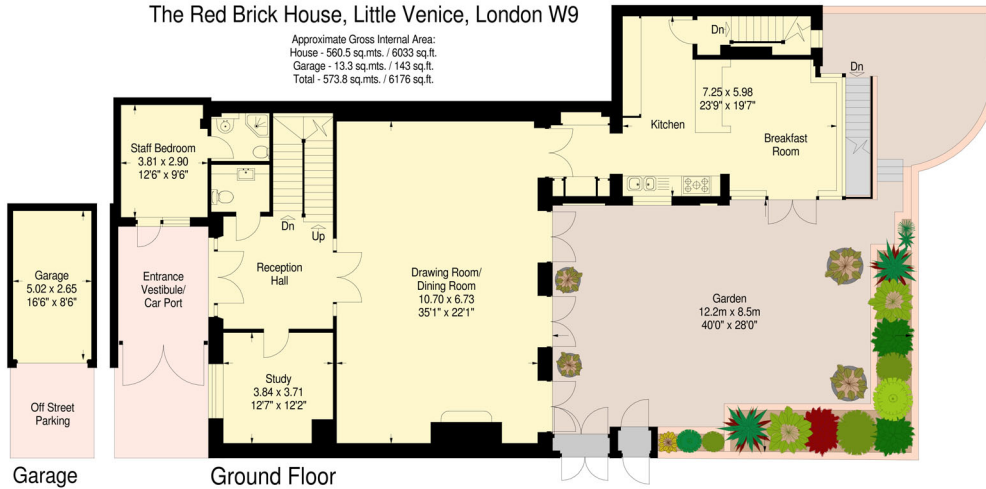 The Red Brick House, Little Venice, London W9
Approximate Gross Internal Area:
House - 560.5 sq.mts. / 6033 sq.ft.
Garage - 13.3 sq.mts. / 143 sq.ft.
Total - 573.8 sq.mts. / 6176 sq.ft.
Dn
Dn
7.25 x 5.98
23'9" x 19'7"
Kitchen
Breakfast
Room
Staff Bedroom
3.81 x 2.90
12'6" x 9'6"
Dn
Up
Garage
5.02 x 2.65
16'6" x 8'6"
Entrance
Vestibule/
Car Port
Reception
Hall
Drawing Room/
Dining Room
10.70 x 6.73
35'1" x 22'1"
Garden
12.2m x 8.5m
40'0" x 28'0"
Study
3.84 x 3.71
12'7" x 12'2"
Off Street
Parking
Garage
Ground Floor